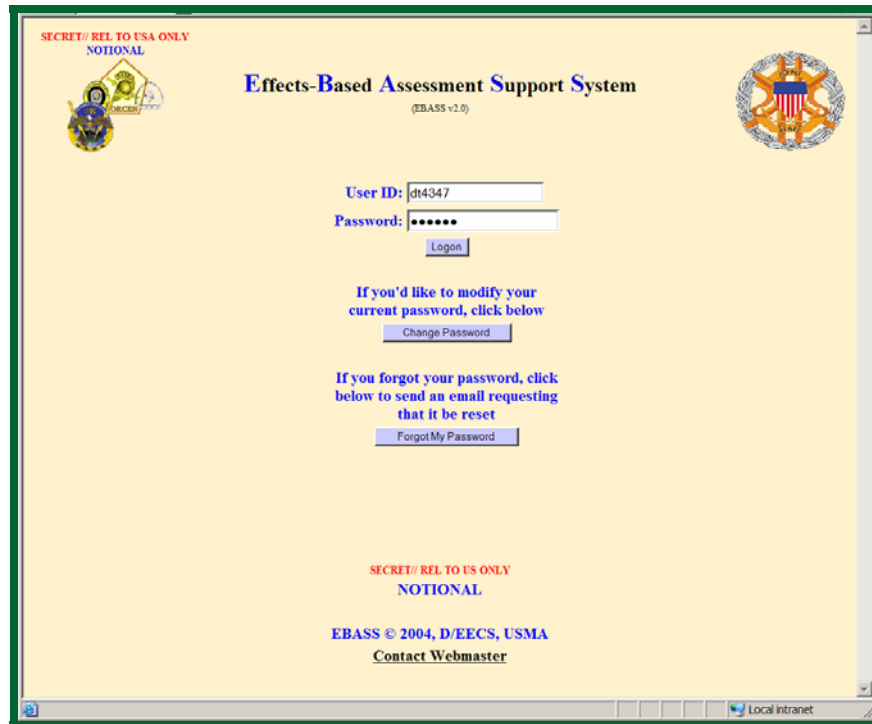 SECRET// REL TO USA ONLY
NOTIONAL
Effects-Based Assessment Support System
(EBASS v2.0)
JOINT
STAFF
User ID: dt4347
Password: ••••••
Logon
If you'd like to modify your
current password, click below
Change Password
If you forgot your password, click
below to send an email requesting
that it be reset
Forgot My Password
SECRET// REL TO US ONLY
NOTIONAL
EBASS © 2004, D/EECS, USMA
Contact Webmaster
Local intranet